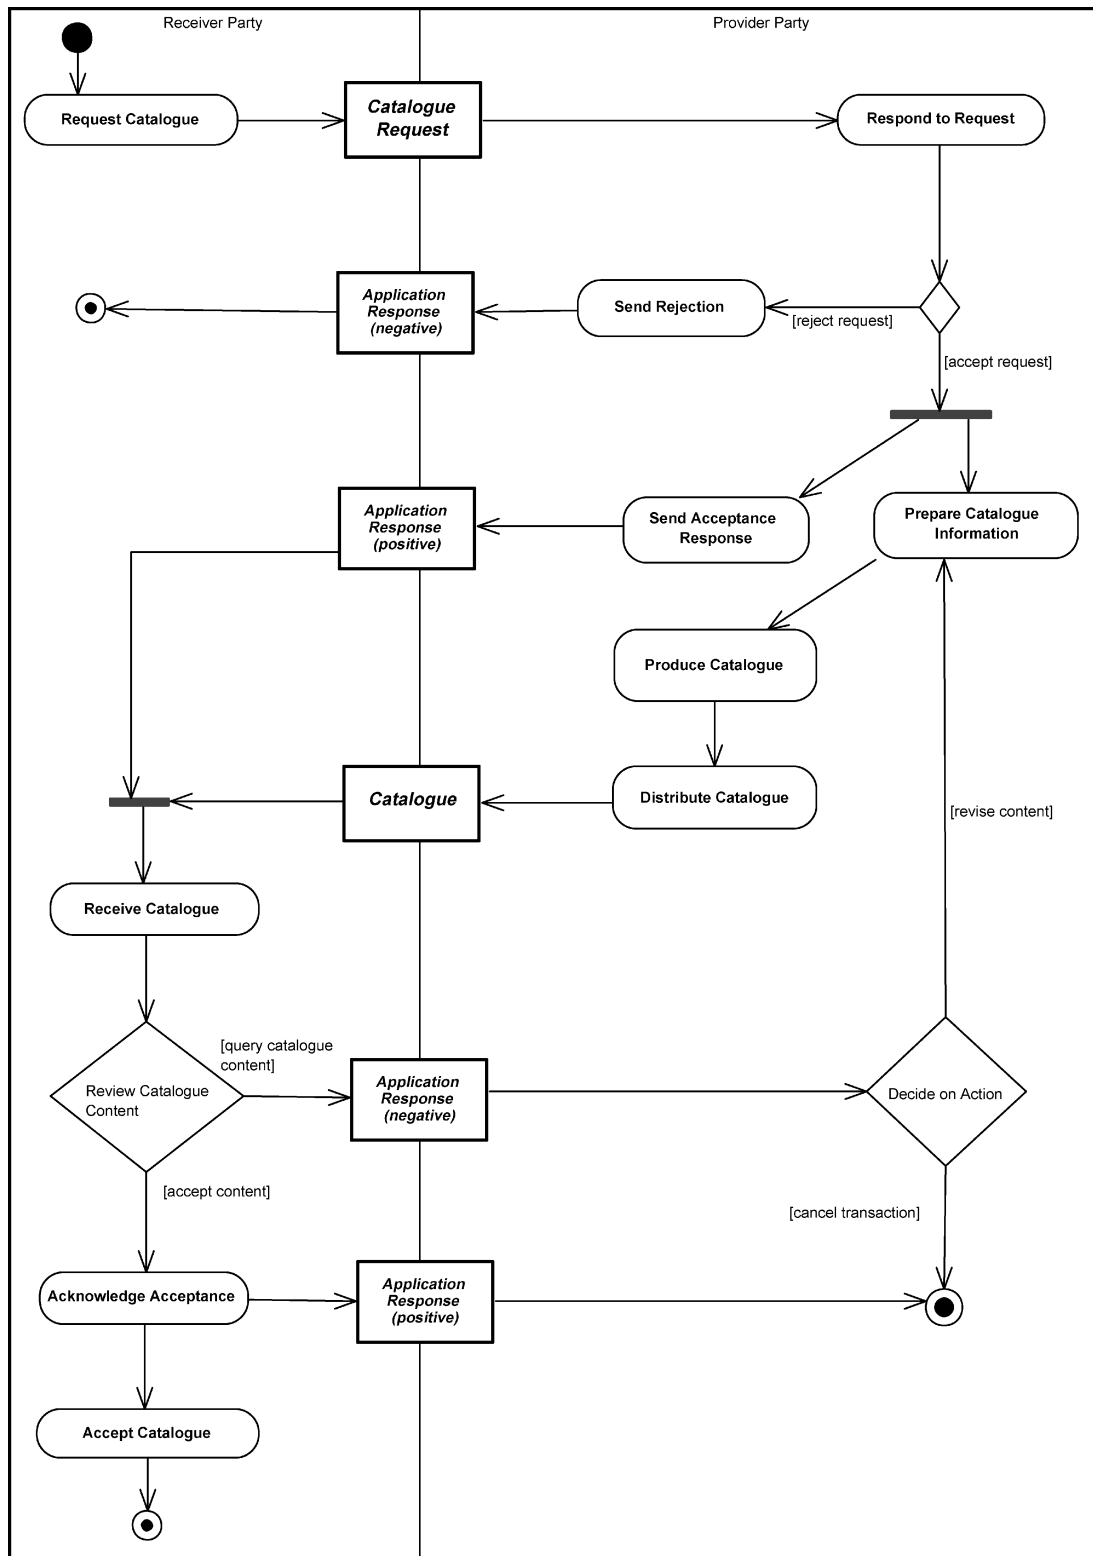 Receiver Party
Provider Party
Request Catalogue
Catalogue
Request
Respond to Request
Application
Response
(negative)
Send Rejection
[reject request]
[accept request]
Application
Response
(positive)
Send Acceptance
Response
Prepare Catalogue
Information
Produce Catalogue
Catalogue
Distribute Catalogue
[revise content]
Receive Catalogue
[query catalogue
content]
Review Catalogue
Content
Application
Response
(negative)
Decide on Action
[accept content]
[cancel transaction]
Acknowledge Acceptance
Application
Response
(positive)
Accept Catalogue